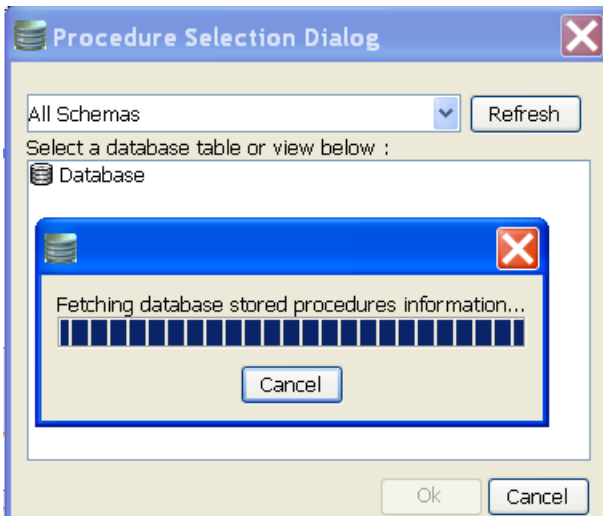 Procedure Selection Dialog
All Schemas
Refresh
Select a database table or view below :
Database
Fetching database stored procedures information...
Cancel
Ok
Cancel